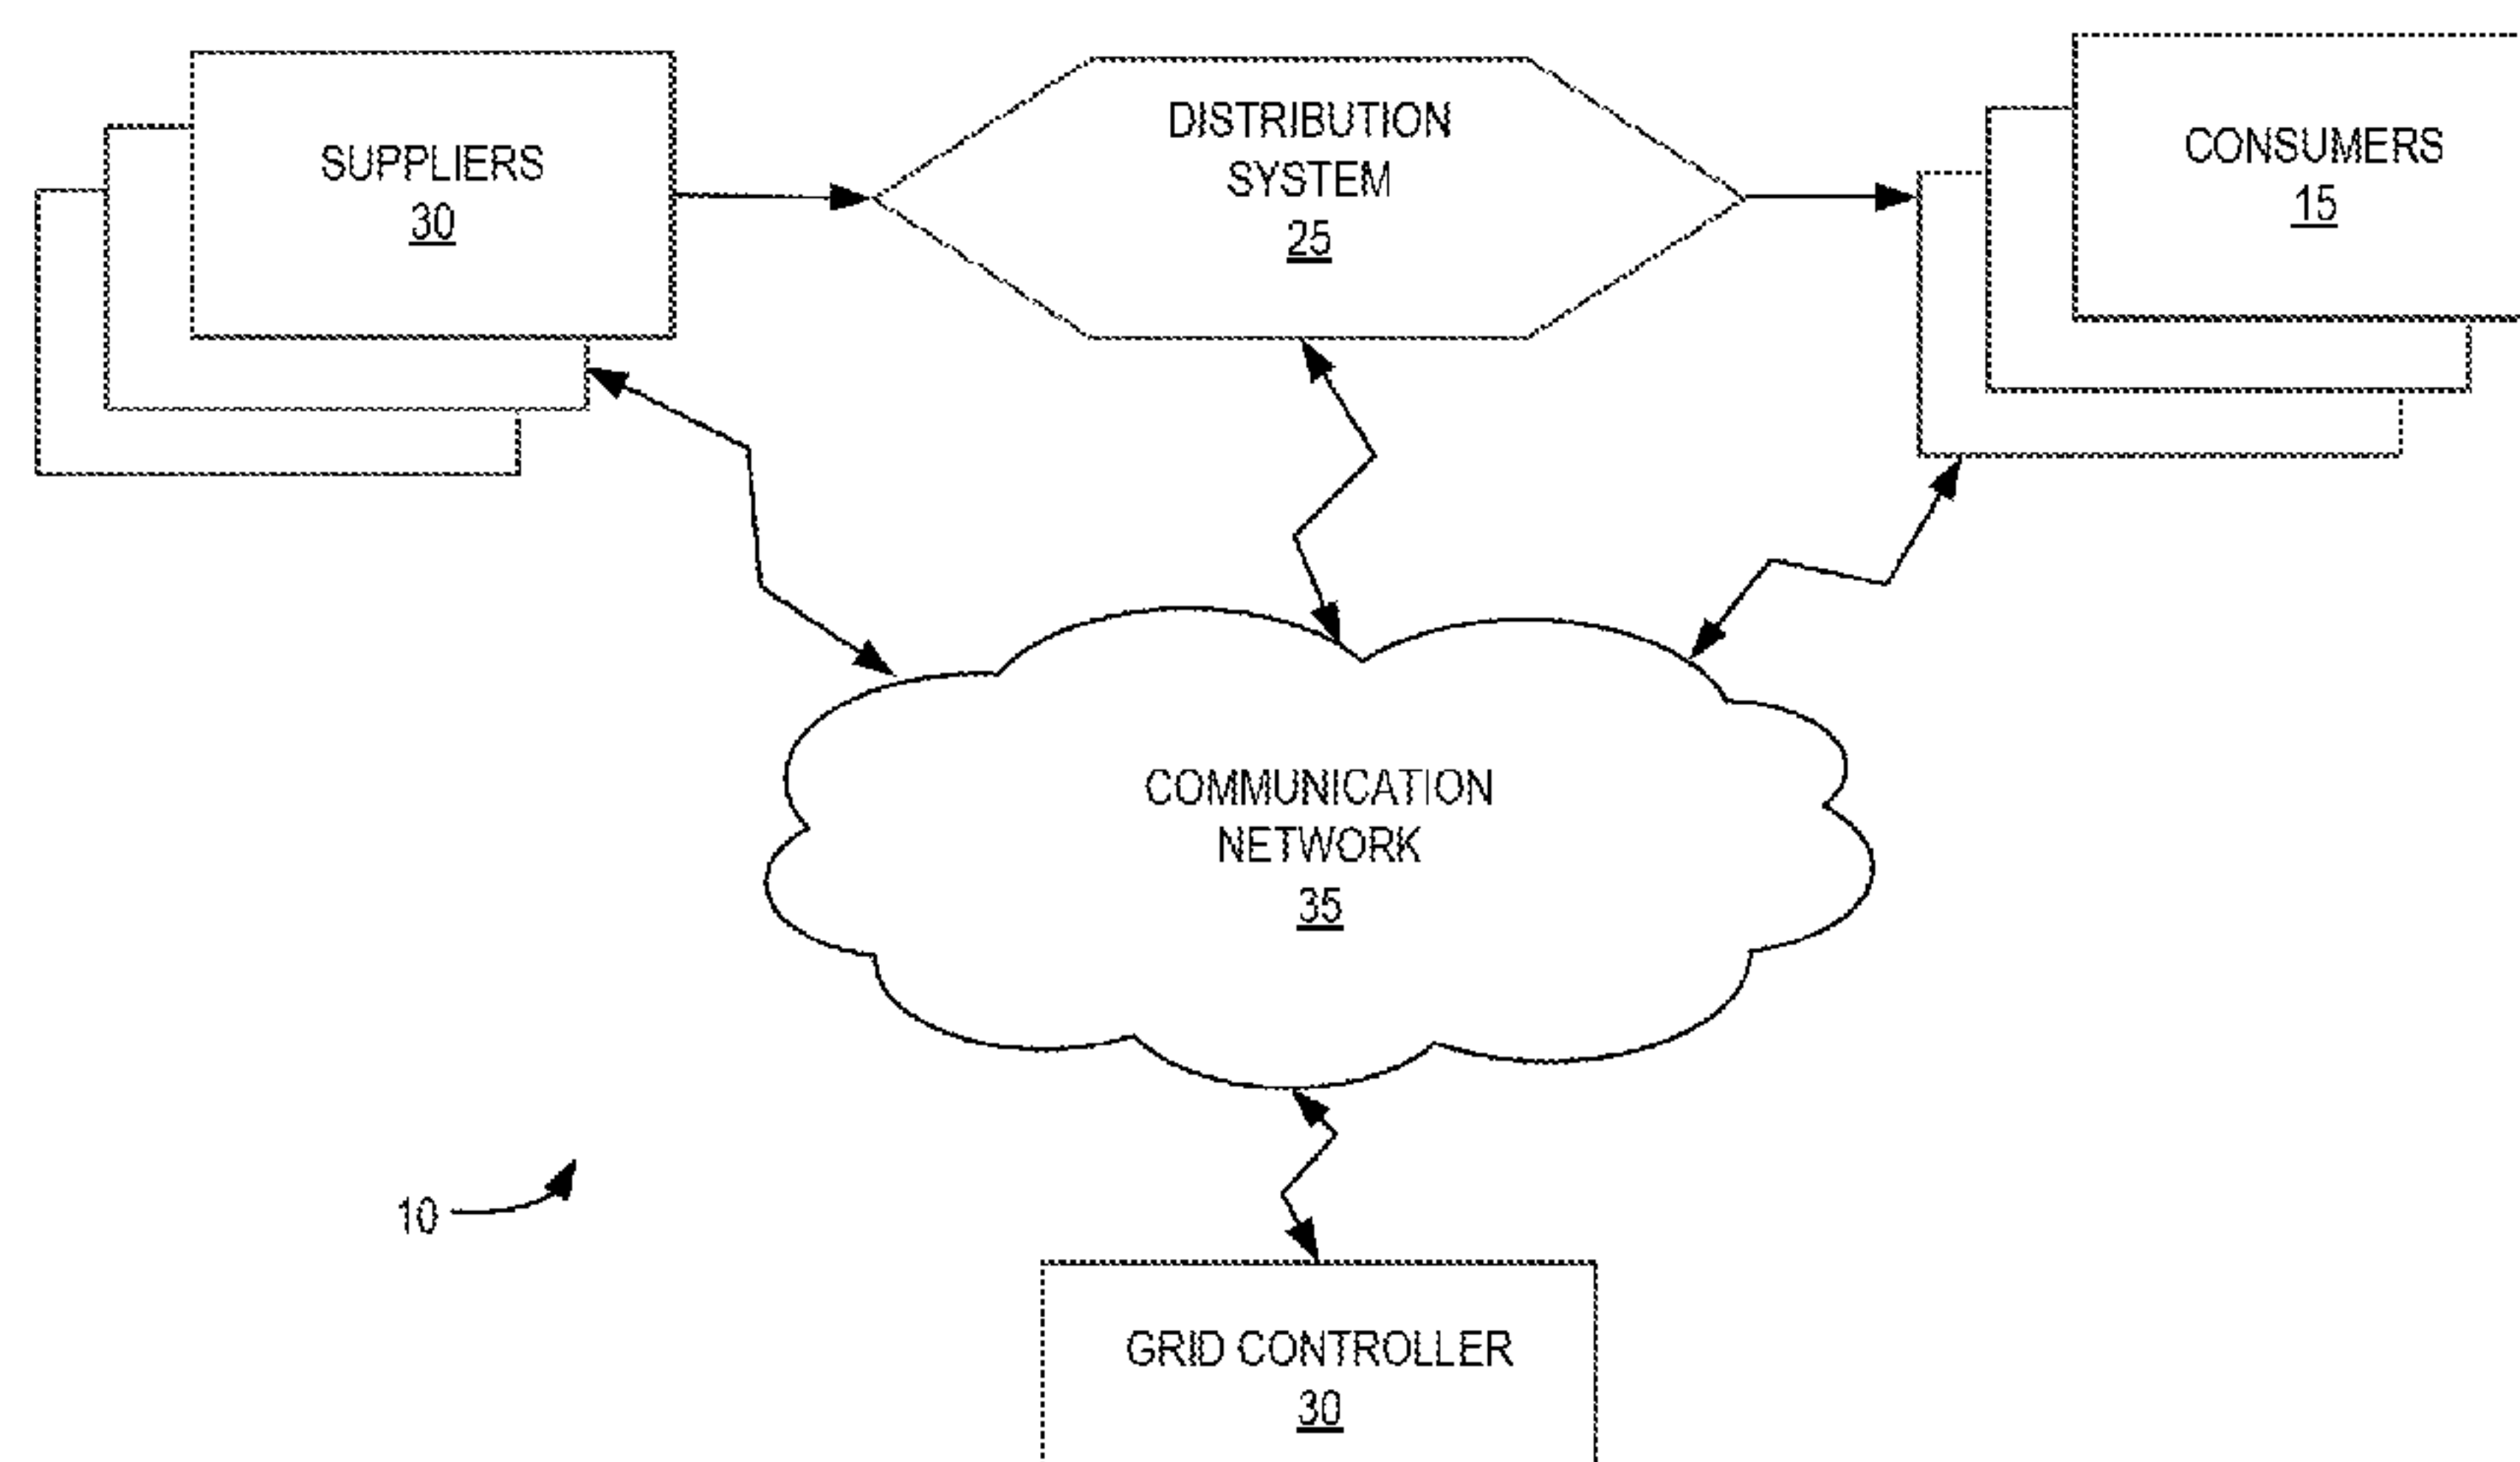 SUPPLIERS
30
DISTRIBUTION
SYSTEM
25
CONSUMERS
15
COMMUNICATION
NETWORK
35
10
GRID CONTROLLER
30